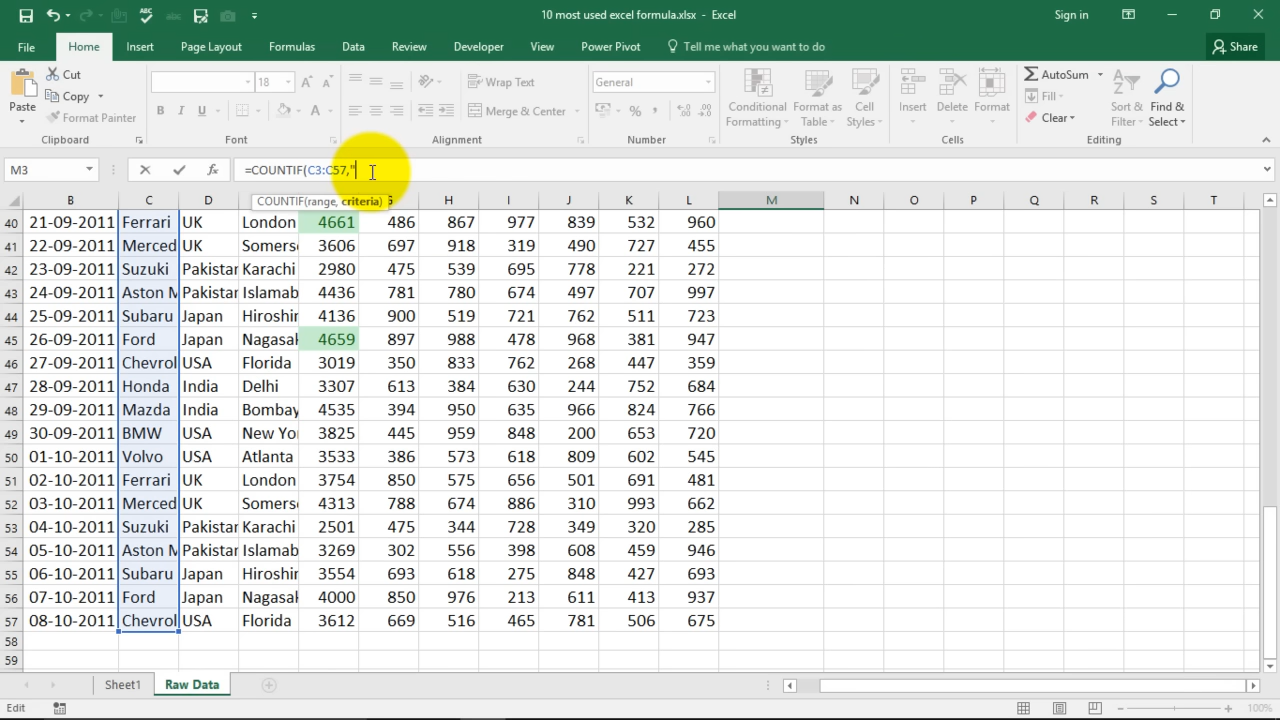 10 most used excel formula.xlsx - Excel
Sign in
File Home Insert Page Layout Formulas Data Review Developer View Power Pivot Tell me what you want to do Share
Paste Cut Copy Format Painter
18
B I U A
Wrap Text
Merge & Center
General
Conditional Formatting Format as Table Cell Styles
Insert Delete Format
AutoSum Fill Clear
Sort & Filter Find & Select
Clipboard Font Alignment Number Styles Cells Editing
M3 fx =COUNTIF(C3:C57,"
COUNTIF(range, criteria)
B C D G H I J K L M N O P Q R S T
40 21-09-2011 Ferrari UK London 4661 486 867 977 839 532 960
41 22-09-2011 Merced UK Somers 3606 697 918 319 490 727 455
42 23-09-2011 Suzuki Pakistan Karachi 2980 475 539 695 778 221 272
43 24-09-2011 Aston M Pakistan Islamab 4436 781 780 674 497 707 997
44 25-09-2011 Subaru Japan Hiroshi 4136 900 519 721 762 511 723
45 26-09-2011 Ford Japan Nagasa 4659 897 988 478 968 381 947
46 27-09-2011 Chevrol USA Florida 3019 350 833 762 268 447 359
47 28-09-2011 Honda India Delhi 3307 613 384 630 244 752 684
48 29-09-2011 Mazda India Bombay 4535 394 950 635 966 824 766
49 30-09-2011 BMW USA New Yo 3825 445 959 848 200 653 720
50 01-10-2011 Volvo USA Atlanta 3533 386 573 618 809 602 545
51 02-10-2011 Ferrari UK London 3754 850 575 656 501 691 481
52 03-10-2011 Merced UK Somers 4313 788 674 886 310 993 662
53 04-10-2011 Suzuki Pakistan Karachi 2501 475 344 728 349 320 285
54 05-10-2011 Aston M Pakistan Islamab 3269 302 556 398 608 459 946
55 06-10-2011 Subaru Japan Hiroshi 3554 693 618 275 848 427 693
56 07-10-2011 Ford Japan Nagasa 4000 850 976 213 611 413 937
57 08-10-2011 Chevrol USA Florida 3612 669 516 465 781 506 675
58
59
Sheet1 Raw Data
Edit 100%